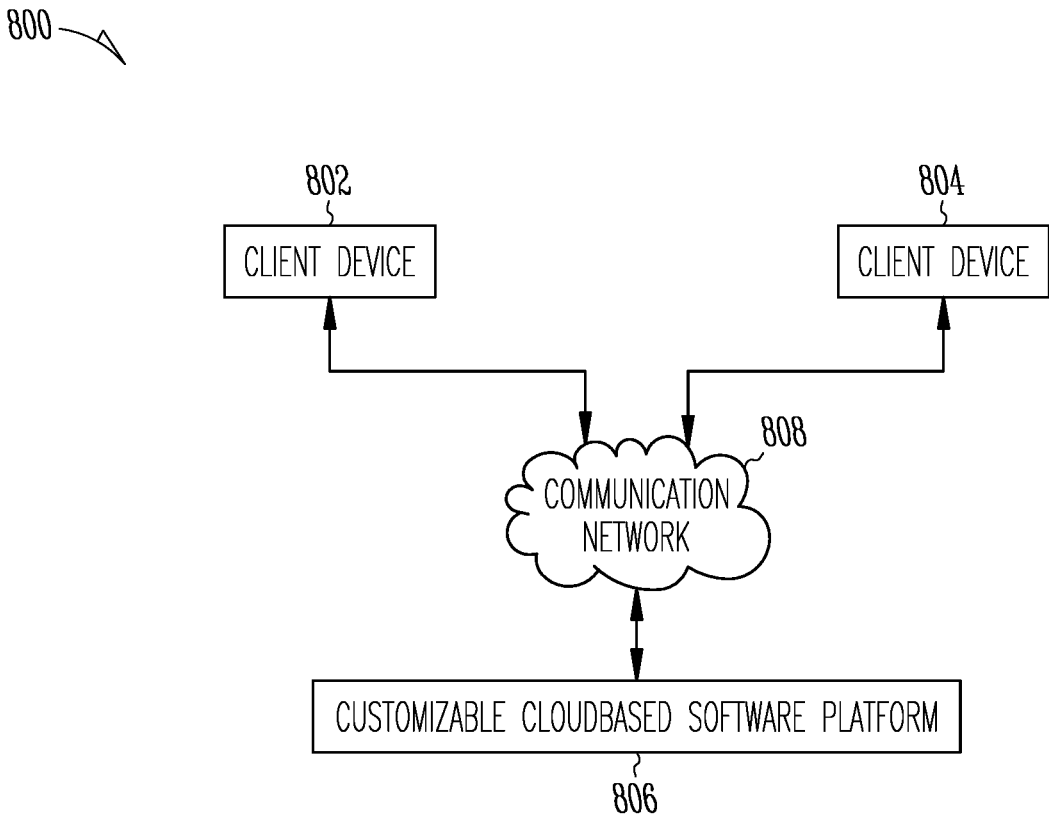 800
802
804
CLIENT DEVICE
CLIENT DEVICE
808
COMMUNICATION
NETWORK
CUSTOMIZABLE CLOUDBASED SOFTWARE PLATFORM
806